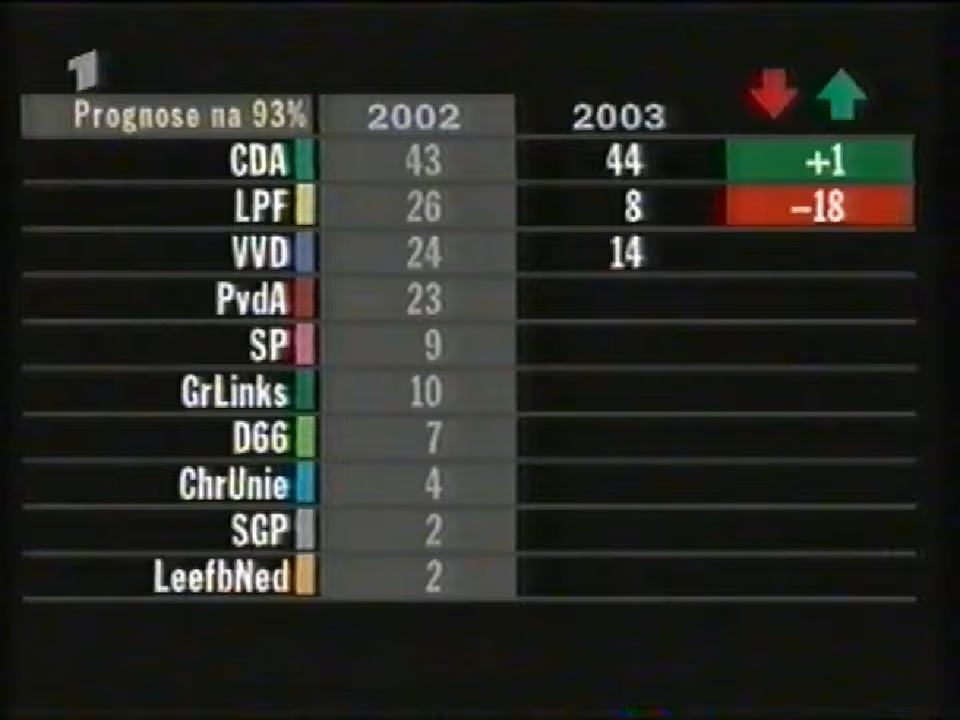 1
Prognose na 93% 2002 2003
CDA 43 44 +1
LPF 26 8 –18
VVD 24 14
PvdA 23
SP 9
GrLinks 10
D66 7
ChrUnie 4
SGP 2
LeefbNed 2